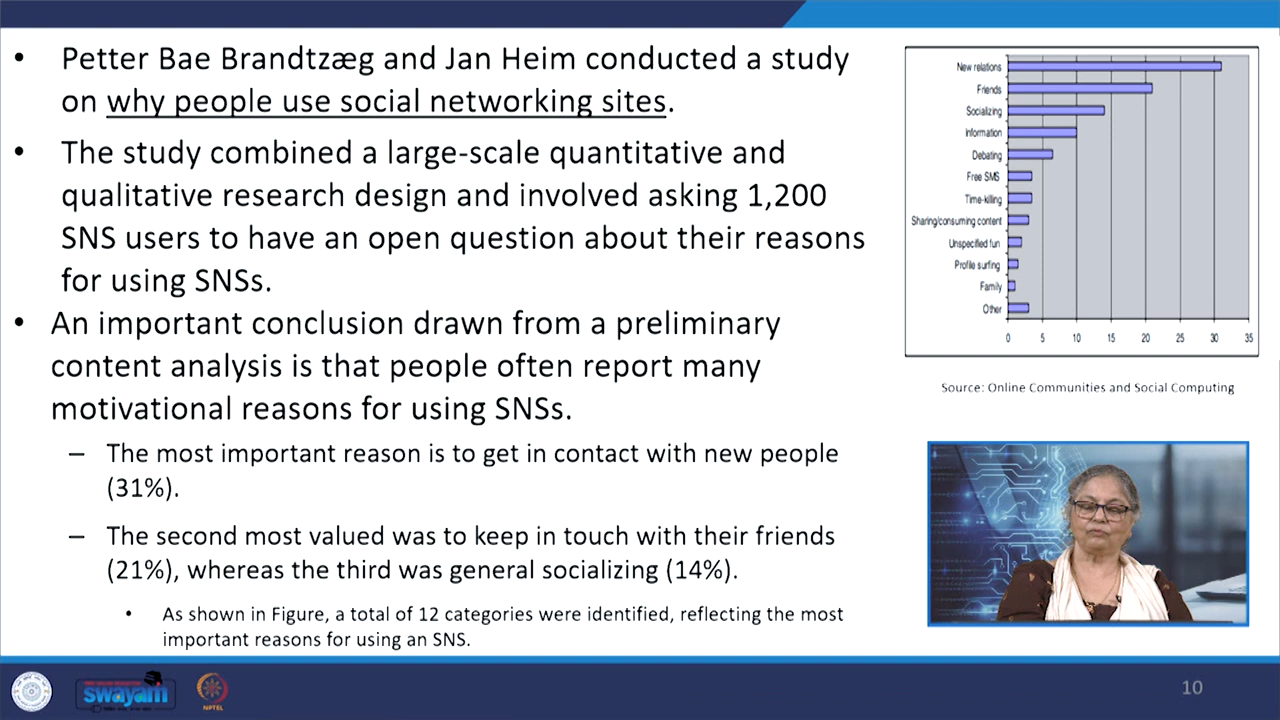 • Petter Bae Brandtzæg and Jan Heim conducted a study
on why people use social networking sites.
• The study combined a large-scale quantitative and
qualitative research design and involved asking 1,200
SNS users to have an open question about their reasons
for using SNSs.
• An important conclusion drawn from a preliminary
content analysis is that people often report many
motivational reasons for using SNSs.
– The most important reason is to get in contact with new people
(31%).
– The second most valued was to keep in touch with their friends
(21%), whereas the third was general socializing (14%).
• As shown in Figure, a total of 12 categories were identified, reflecting the most
important reasons for using an SNS.
New relations
Friends
Socializing
Information
Debating
Free SMS
Time-killing
Sharing/consuming content
Unspecified fun
Profile surfing
Family
Other
0 5 10 15 20 25 30 35
Source: Online Communities and Social Computing
swayam
NPTEL
10